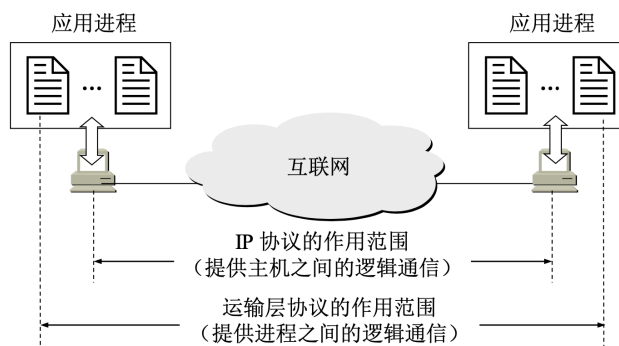 应用进程
应用进程
...
...
互联网
IP 协议的作用范围
（提供主机之间的逻辑通信）
运输层协议的作用范围
（提供进程之间的逻辑通信）